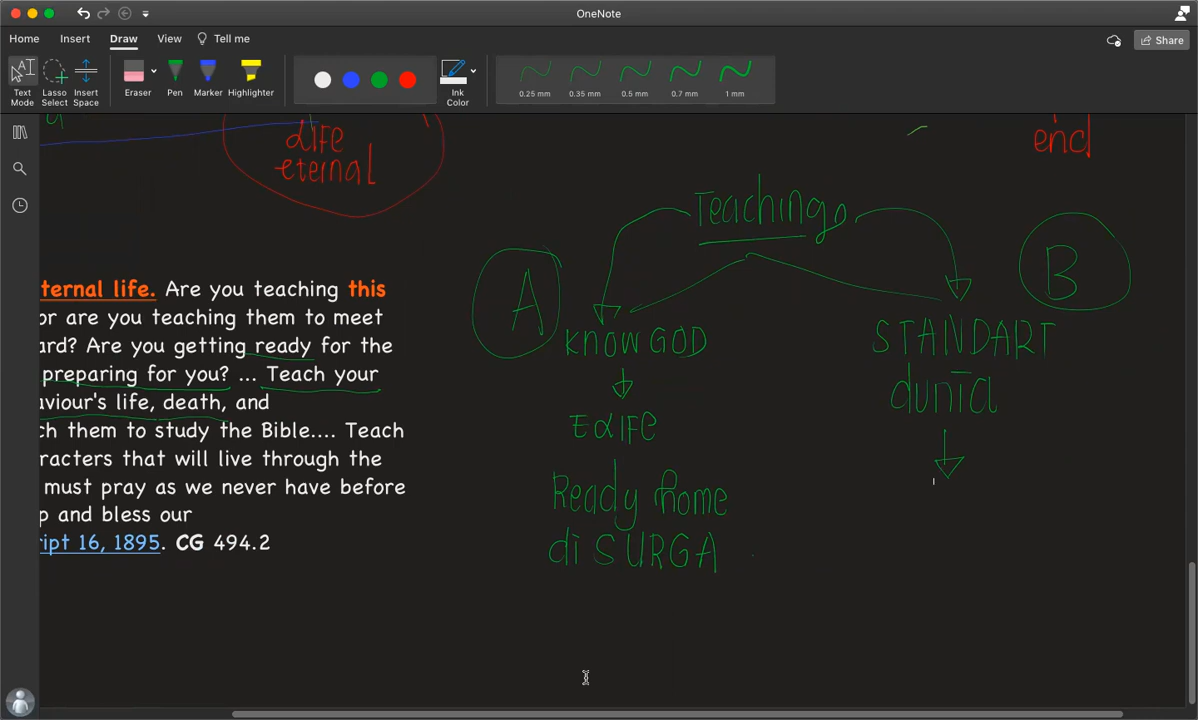 OneNote
Home Insert Draw View Tell me
Share
Text Mode
Lasso Select
Insert Space
Eraser
Pen
Marker
Highlighter
Ink Color
0.25 mm
0.35 mm
0.5 mm
0.7 mm
1 mm
LIFE
eternal
end
Teaching
A
B
KNOW GOD
STANDART
dunia
E LIFE
Ready home
di SURGA
ternal life. Are you teaching this
or are you teaching them to meet
ard? Are you getting ready for the
preparing for you? ... Teach your
aviour's life, death, and
ch them to study the Bible.... Teach
racters that will live through the
must pray as we never have before
p and bless our
ript 16, 1895. CG 494.2